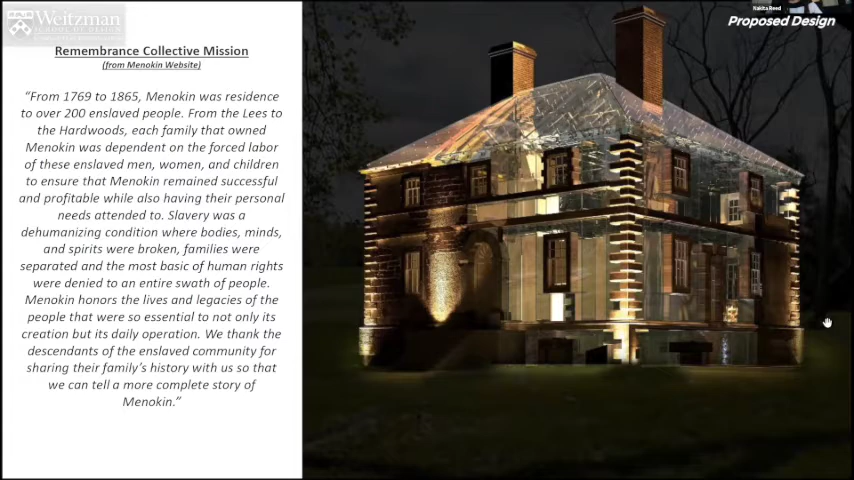 Weitzman
SCHOOL OF DESIGN
Nakita Reed
Proposed Design
Remembrance Collective Mission
(from Menokin Website)
“From 1769 to 1865, Menokin was residence
to over 200 enslaved people. From the Lees to
the Hardwoods, each family that owned
Menokin was dependent on the forced labor
of these enslaved men, women, and children
to ensure that Menokin remained successful
and profitable while also having their personal
needs attended to. Slavery was a
dehumanizing condition where bodies, minds,
and spirits were broken, families were
separated and the most basic of human rights
were denied to an entire swath of people.
Menokin honors the lives and legacies of the
people that were so essential to not only its
creation but its daily operation. We thank the
descendants of the enslaved community for
sharing their family’s history with us so that
we can tell a more complete story of
Menokin.”